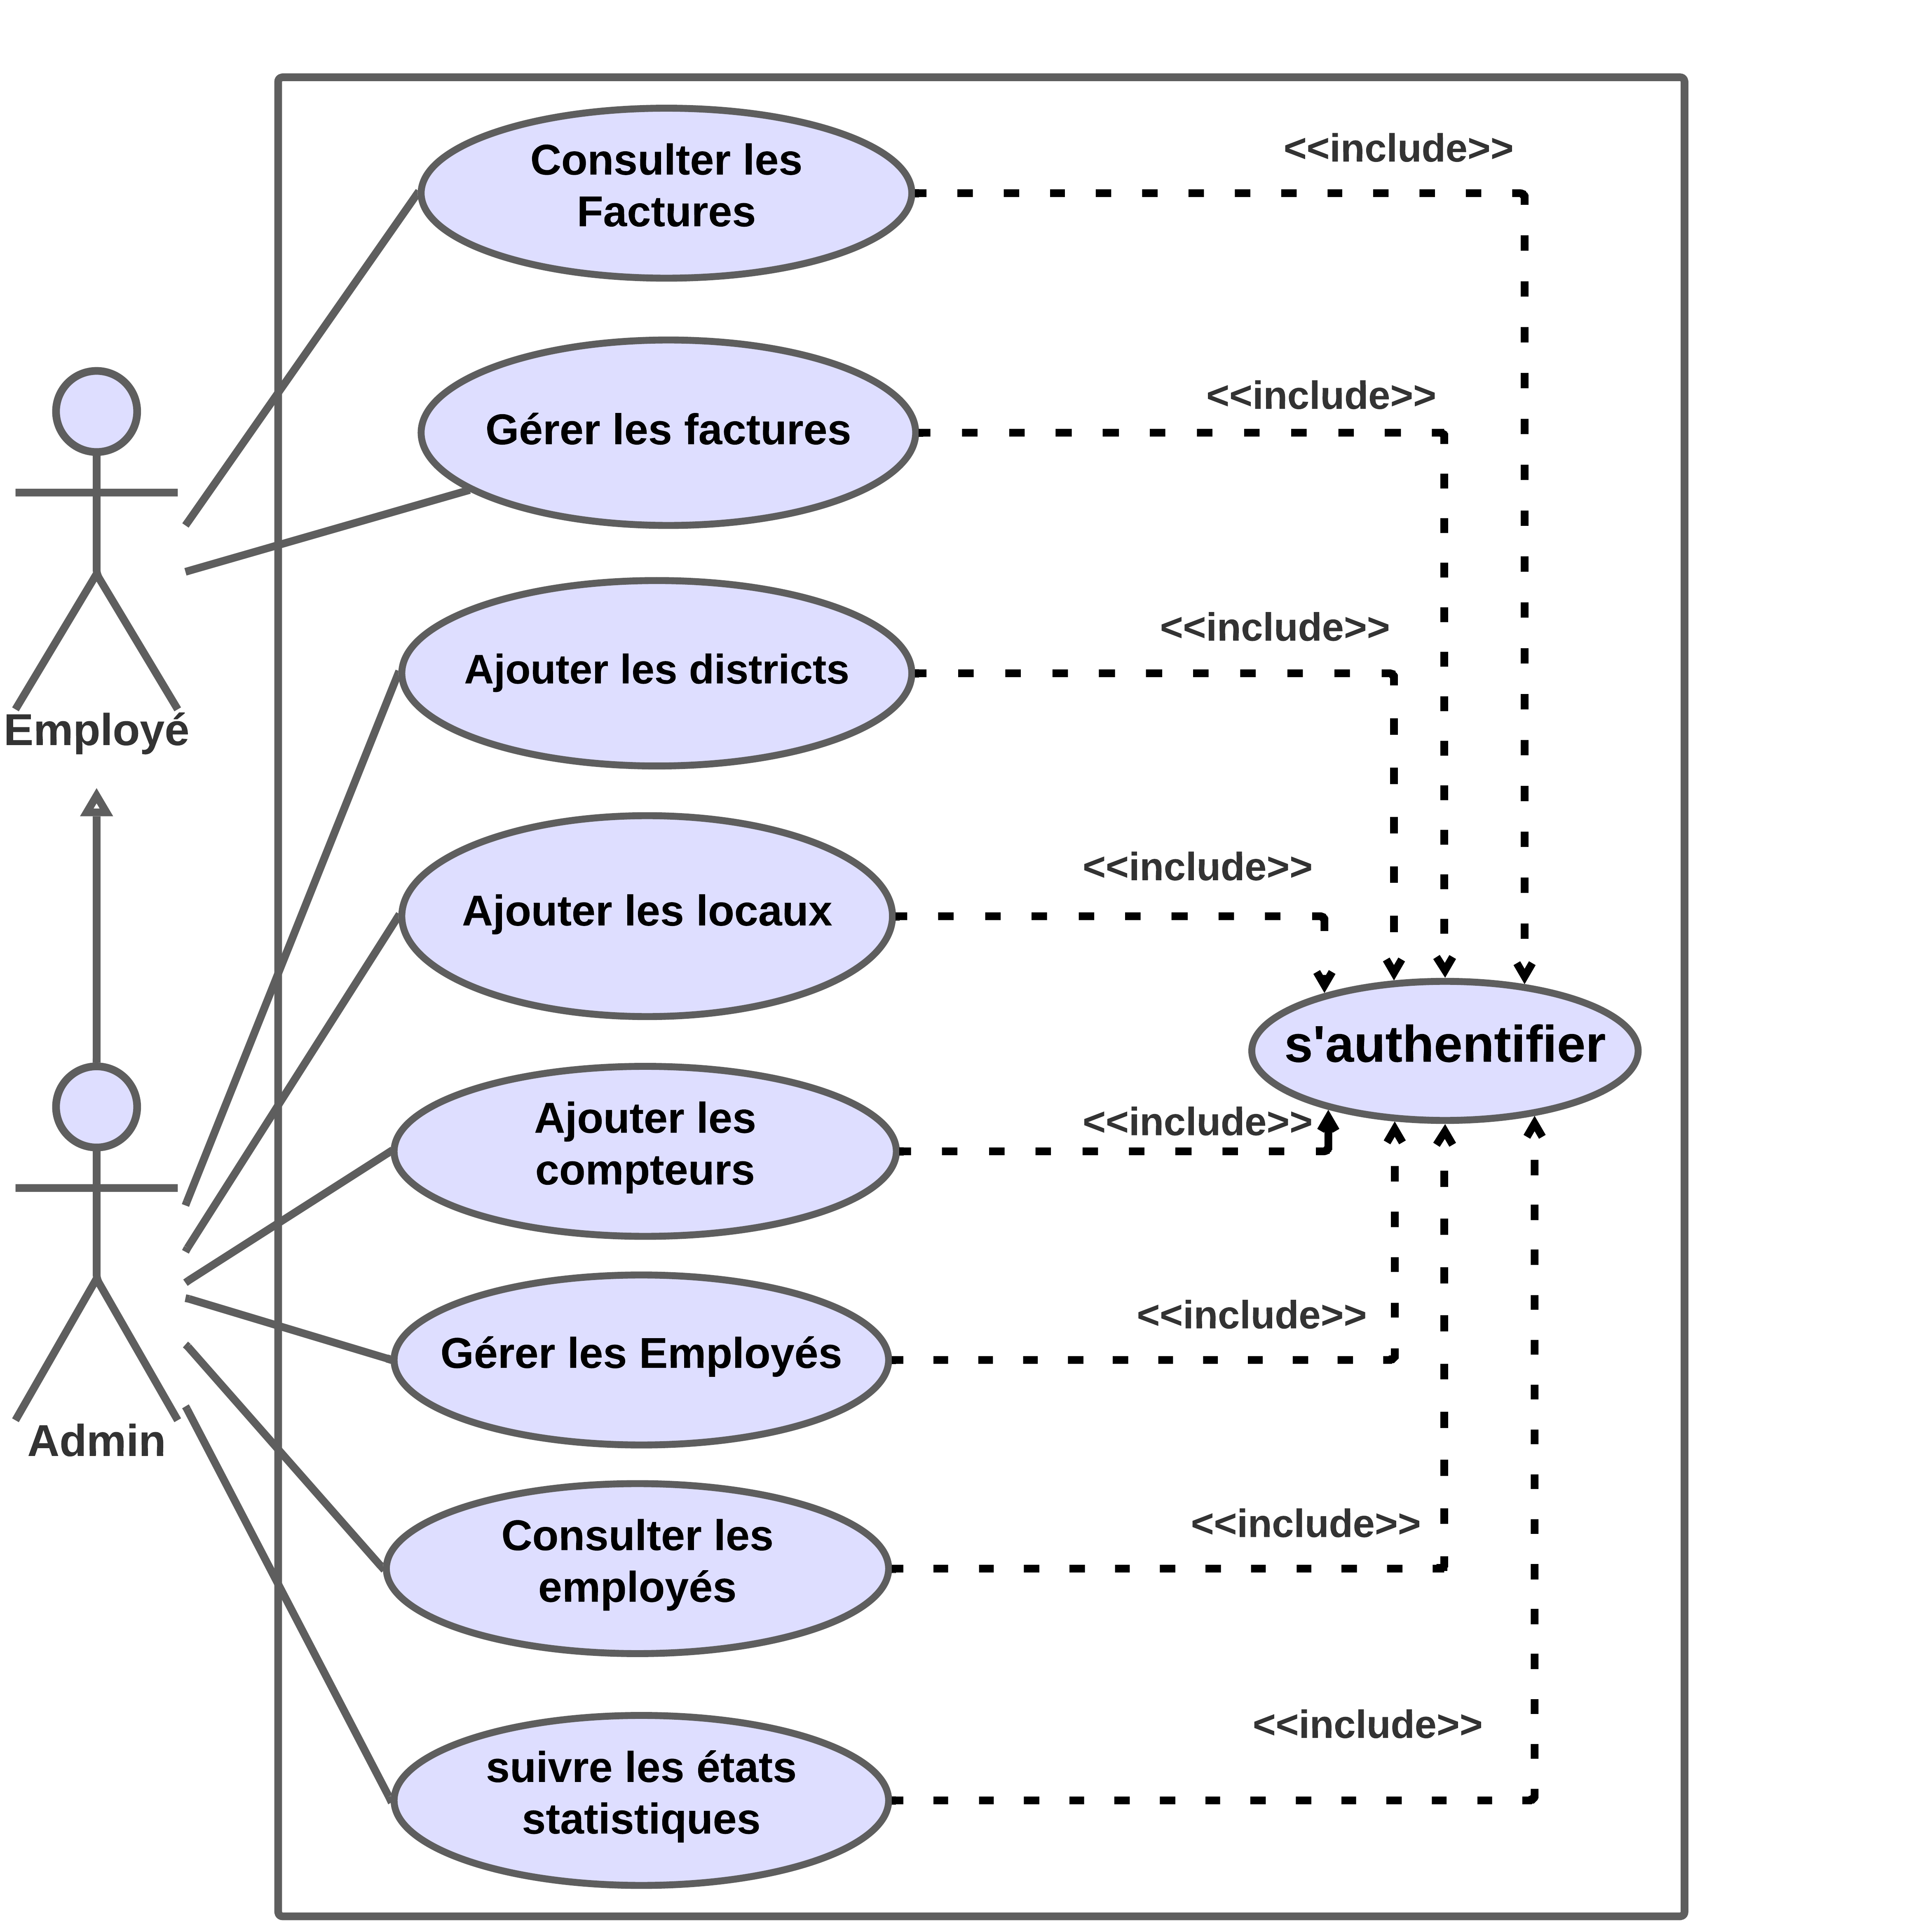 Consulter les
Factures
<<include>>
Gérer les factures
<<include>>
Ajouter les districts
<<include>>
Employé
Ajouter les locaux
<<include>>
s'authentifier
Ajouter les
compteurs
<<include>>
Gérer les Employés
<<include>>
Admin
Consulter les
employés
<<include>>
suivre les états
statistiques
<<include>>